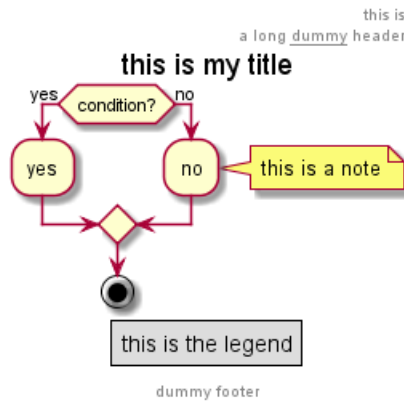 this is
a long dummy header
this is my title
yes
condition?
no
yes
no
this is a note
this is the legend
dummy footer